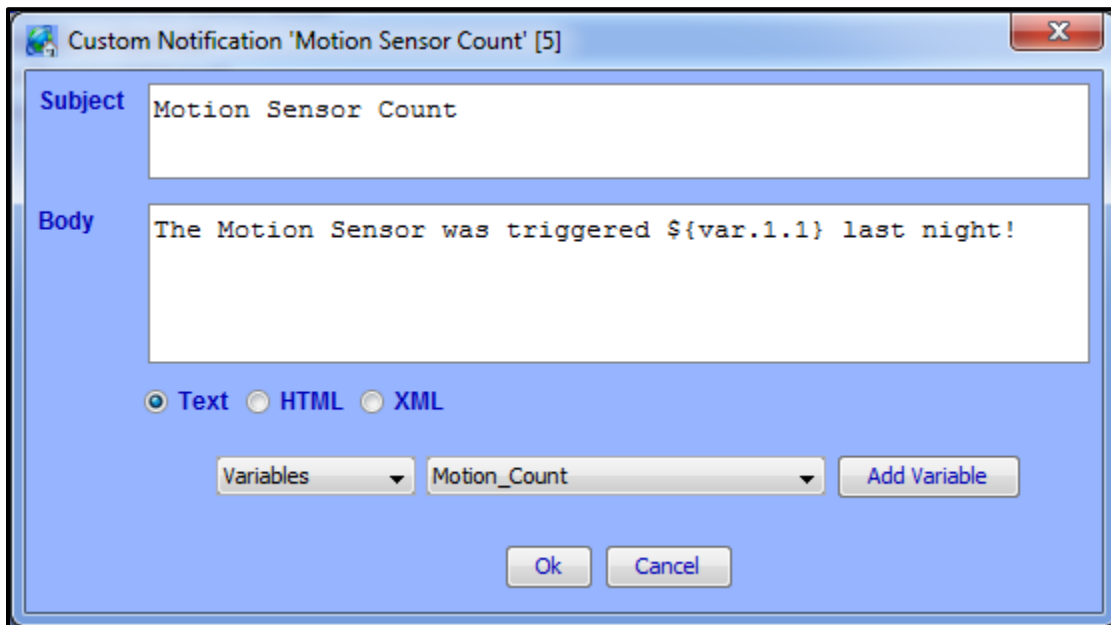 Custom Notification 'Motion Sensor Count' [5]
Subject
Motion Sensor Count
Body
The Motion Sensor was triggered ${var.1.1} last night!
Text HTML XML
Variables Motion_Count Add Variable
Ok Cancel